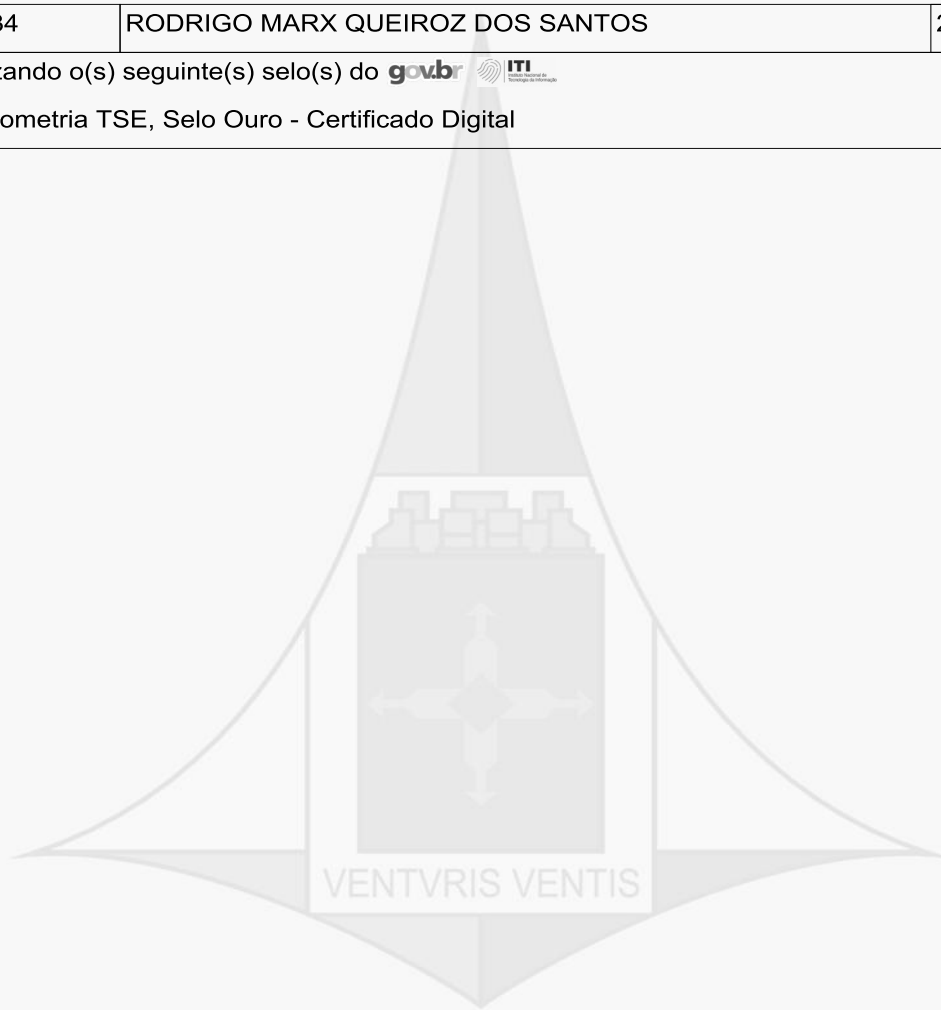 34 RODRIGO MARX QUEIROZ DOS SANTOS 2
zando o(s) seguinte(s) selo(s) do gov.br ITI
ometria TSE, Selo Ouro - Certificado Digital
VENTVRIS VENTIS